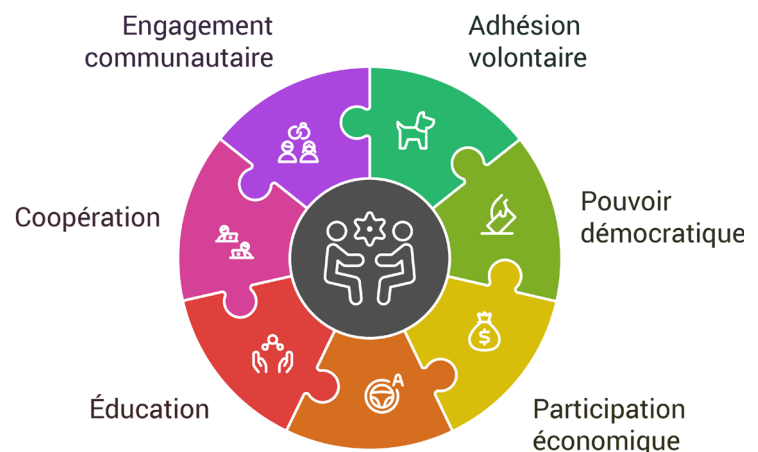 Engagement
communautaire
Adhésion
volontaire
Coopération
Pouvoir
démocratique
Éducation
Participation
économique
A
$